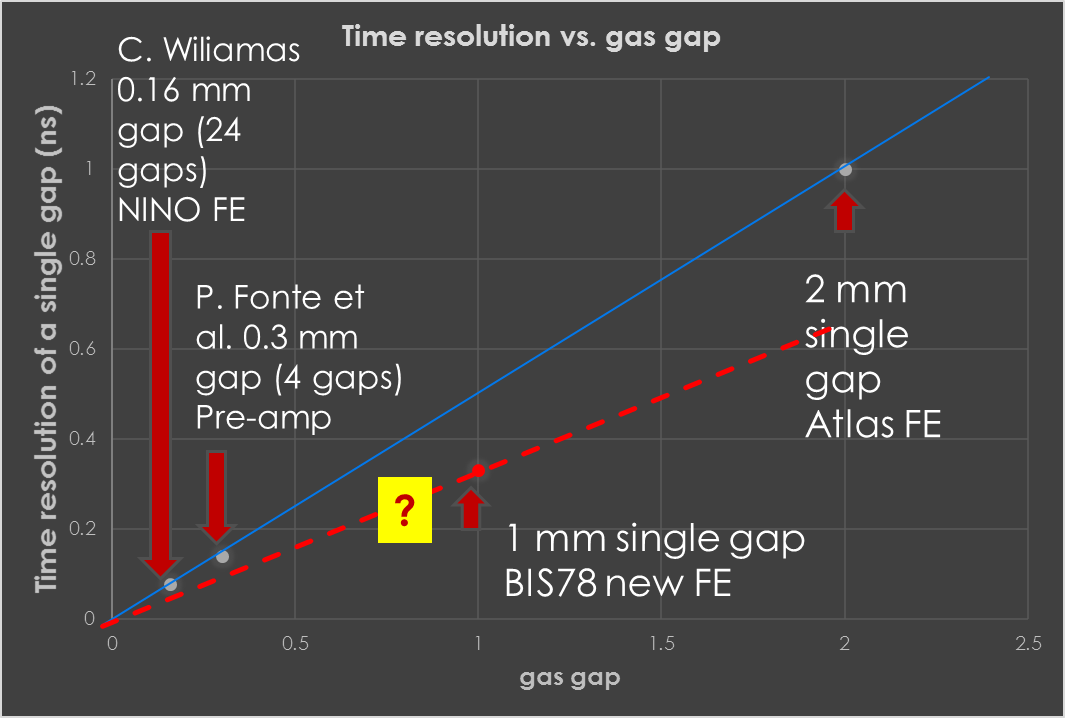 Time resolution vs. gas gap
C. Wiliamas
0.16 mm
gap (24
gaps)
NINO FE
P. Fonte et
al. 0.3 mm
gap (4 gaps)
Pre-amp
2 mm
single
gap
Atlas FE
?
1 mm single gap
BIS78 new FE
Time resolution of a single gap (ns)
1.2
1
0.8
0.6
0.4
0.2
0
0 0.5 1 1.5 2 2.5
gas gap